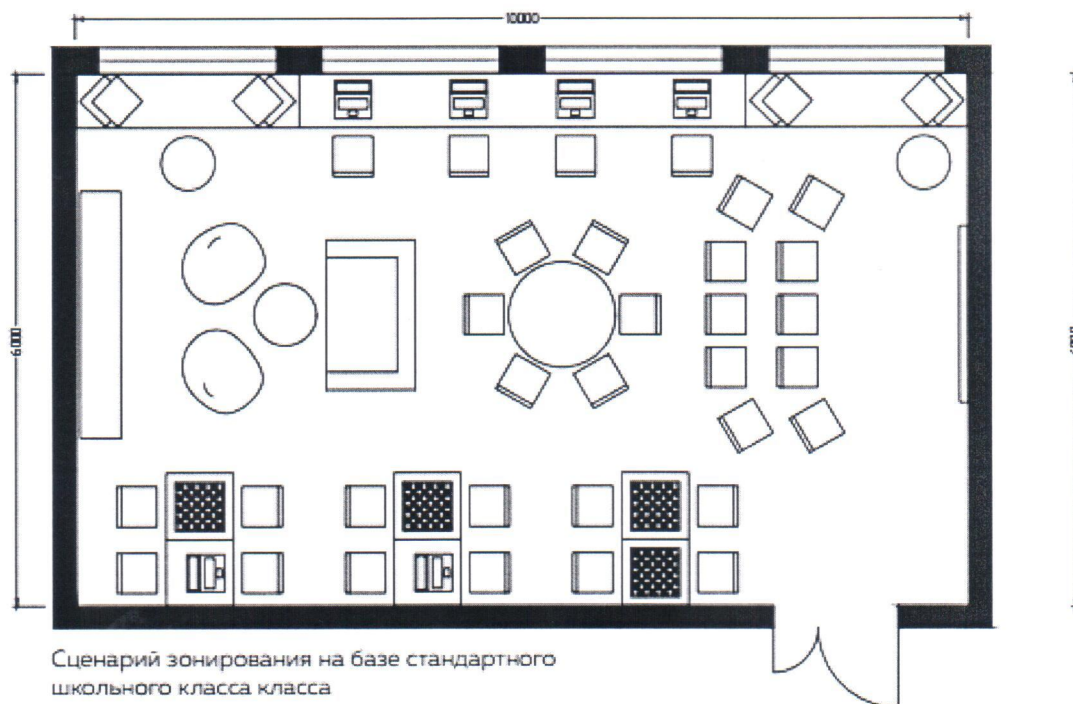 10000
6000
Сценарий зонирования на базе стандартного
школьного класса класса